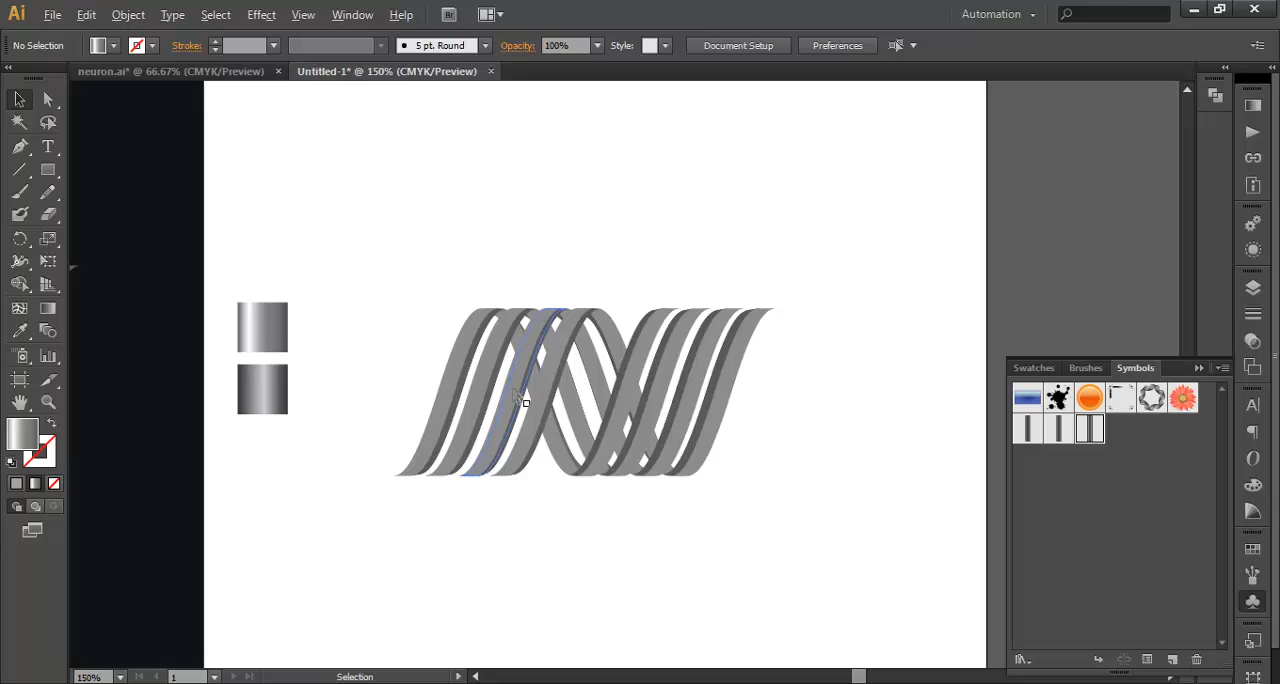 Ai File Edit Object Type Select Effect View Window Help Br Automation
No Selection Stroke: 5 pt. Round Opacity: 100% Style: Document Setup Preferences
neuron.ai* @ 66.67% (CMYK/Preview) × Untitled-1* @ 150% (CMYK/Preview) ×
Swatches Brushes Symbols
150% 1 Selection